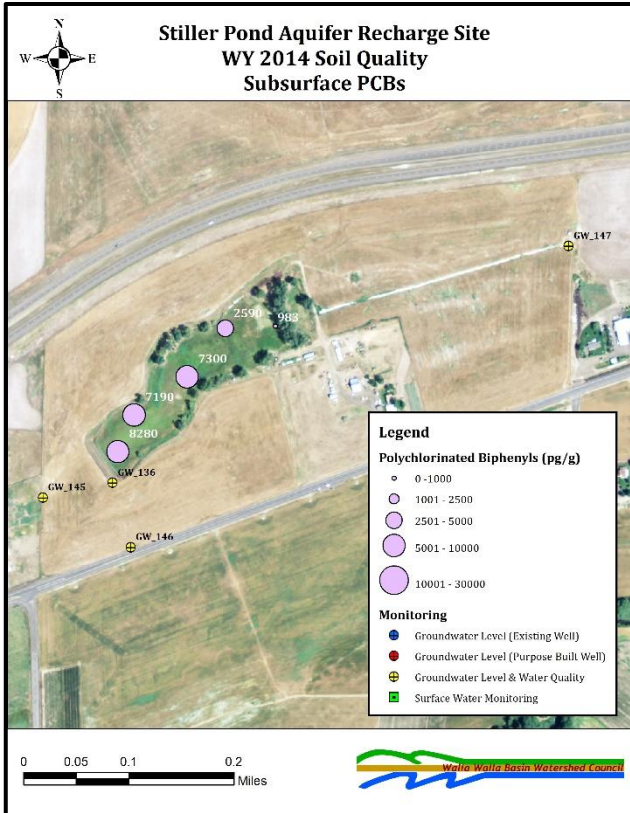 Stiller Pond Aquifer Recharge Site
WY 2014 Soil Quality
Subsurface PCBs
N
W E
S
GW_147
2590
983
7300
7190
8280
GW_136
GW_145
GW_146
Legend
Polychlorinated Biphenyls (pg/g)
0 -1000
1001 - 2500
2501 - 5000
5001 - 10000
10001 - 30000
Monitoring
Groundwater Level (Existing Well)
Groundwater Level (Purpose Built Well)
Groundwater Level & Water Quality
Surface Water Monitoring
0 0.05 0.1 0.2
Miles
Walla Walla Basin Watershed Council